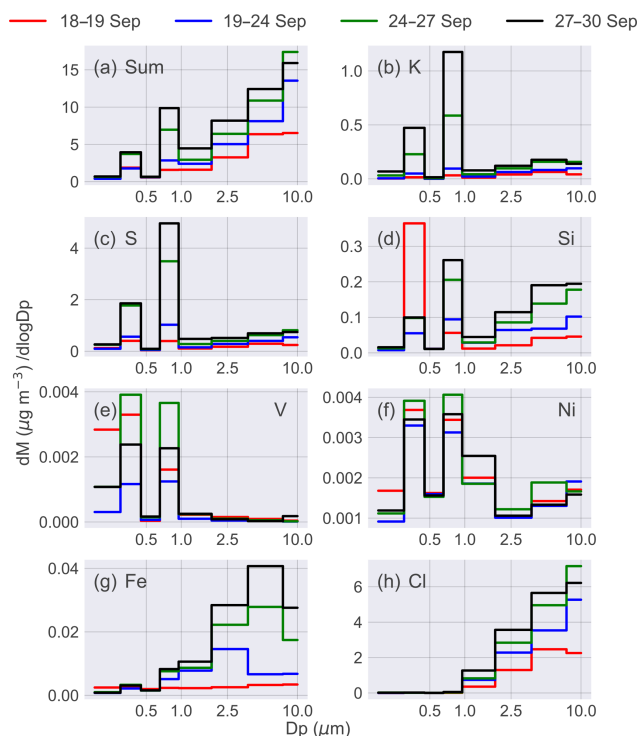 18–19 Sep 19–24 Sep 24–27 Sep 27–30 Sep
(a) Sum (b) K
15 10 5 0
1.0 0.5 0.0
0.5 1.0 2.5 10.0 0.5 1.0 2.5 10.0
(c) S (d) Si
4 2 0
0.3 0.2 0.1 0.0
0.5 1.0 2.5 10.0 0.5 1.0 2.5 10.0
dM (μg m⁻³) /dlogDp
(e) V (f) Ni
0.004 0.002 0.000
0.004 0.003 0.002 0.001
0.5 1.0 2.5 10.0 0.5 1.0 2.5 10.0
(g) Fe (h) Cl
0.04 0.02 0.00
6 4 2 0
0.5 1.0 2.5 10.0 0.5 1.0 2.5 10.0
Dp (μm)